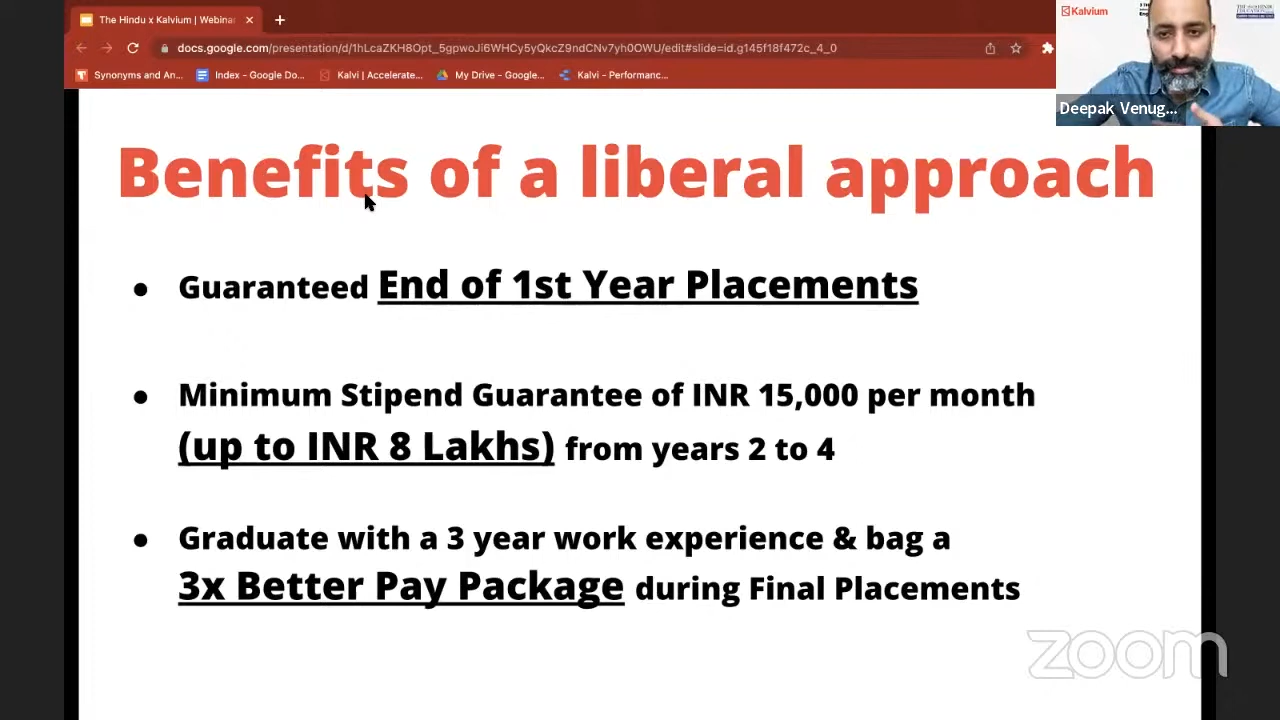 The Hindu x Kalvium | Webinar
docs.google.com/presentation/d/1hLcaZKH8Opt_5gpwoJi6WHCy5yQkcZ9ndCNv7yh0OWU/edit#slide=id.g145f18f472c_4_0
Synonyms and An... Index - Google Do... Kalvi | Accelerate... My Drive - Google... Kalvi - Performanc...
Kalvium
Deepak Venug...
Benefits of a liberal approach
• Guaranteed End of 1st Year Placements
• Minimum Stipend Guarantee of INR 15,000 per month
(up to INR 8 Lakhs) from years 2 to 4
• Graduate with a 3 year work experience & bag a
3x Better Pay Package during Final Placements
zoom